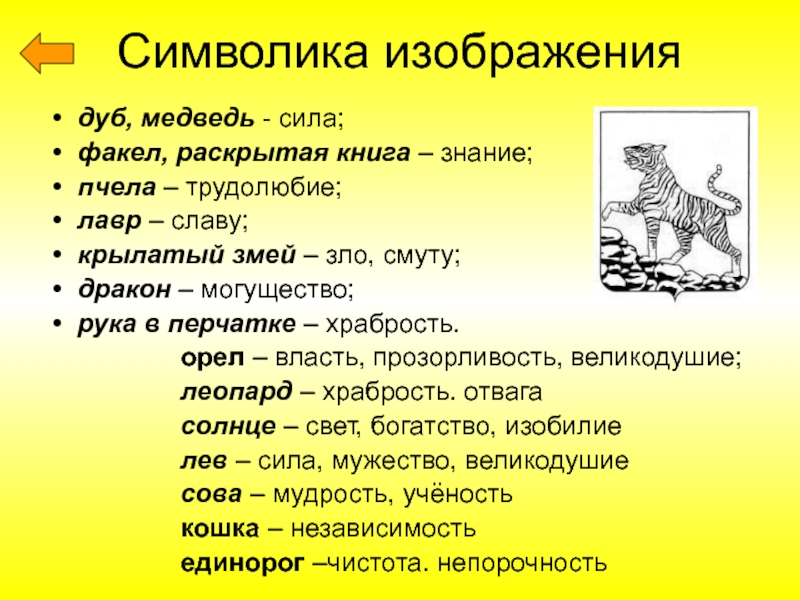 Символика изображения
• дуб, медведь - сила;
• факел, раскрытая книга – знание;
• пчела – трудолюбие;
• лавр – славу;
• крылатый змей – зло, смуту;
• дракон – могущество;
• рука в перчатке – храбрость.
орел – власть, прозорливость, великодушие;
леопард – храбрость. отвага
солнце – свет, богатство, изобилие
лев – сила, мужество, великодушие
сова – мудрость, учёность
кошка – независимость
единорог –чистота. непорочность